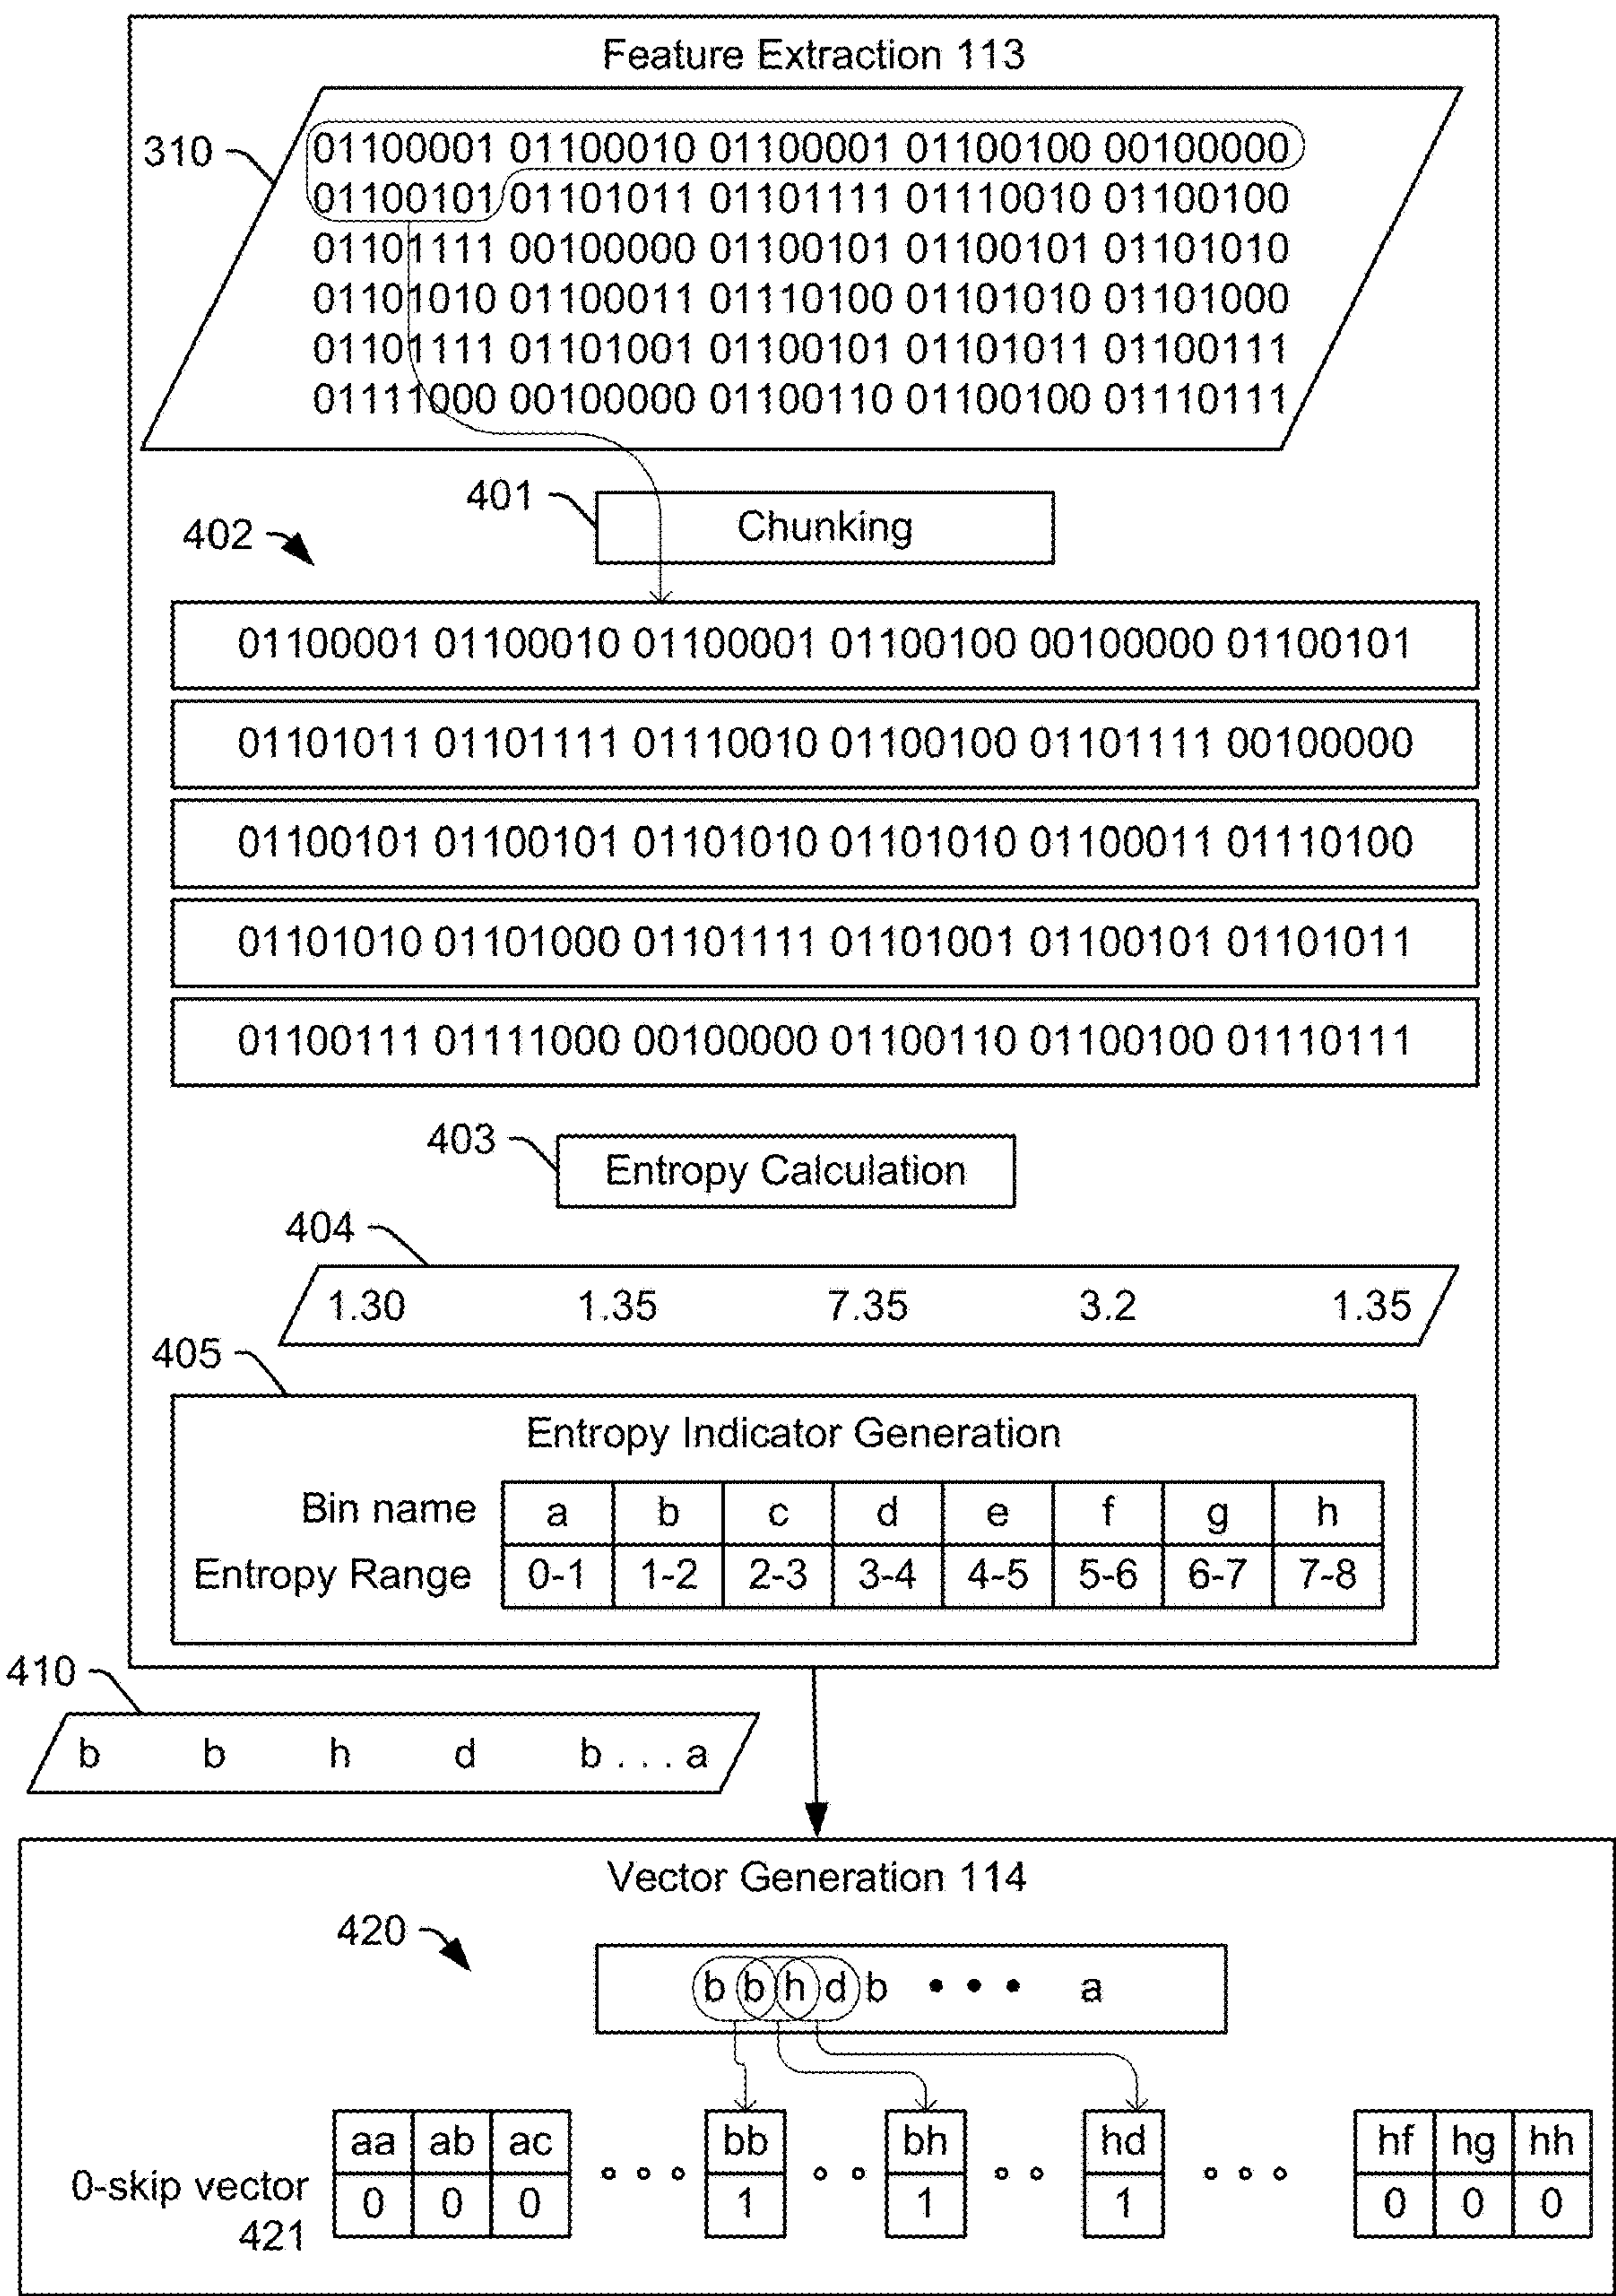 Feature Extraction 113
310
01100001 01100010 01100001 01100100 00100000
01100101 01101011 01101111 01110010 01100100
01101111 00100000 01100101 01100101 01101010
01101010 01100011 01110100 01101010 01101000
01101111 01101001 01100101 01101011 01100111
01111000 00100000 01100110 01100100 01110111
401
Chunking
402
01100001 01100010 01100001 01100100 00100000 01100101
01101011 01101111 01110010 01100100 01101111 00100000
01100101 01100101 01101010 01101010 01100011 01110100
01101010 01101000 01101111 01101001 01100101 01101011
01100111 01111000 00100000 01100110 01100100 01110111
403
Entropy Calculation
404
1.30 1.35 7.35 3.2 1.35
405
Entropy Indicator Generation
Bin name a b c d e f g h
Entropy Range 0-1 1-2 2-3 3-4 4-5 5-6 6-7 7-8
410
b b h d b . . . a
Vector Generation 114
420
b b h d b • • • a
aa ab ac bb bh hd hf hg hh
0-skip vector 421
0 0 0 1 1 1 0 0 0